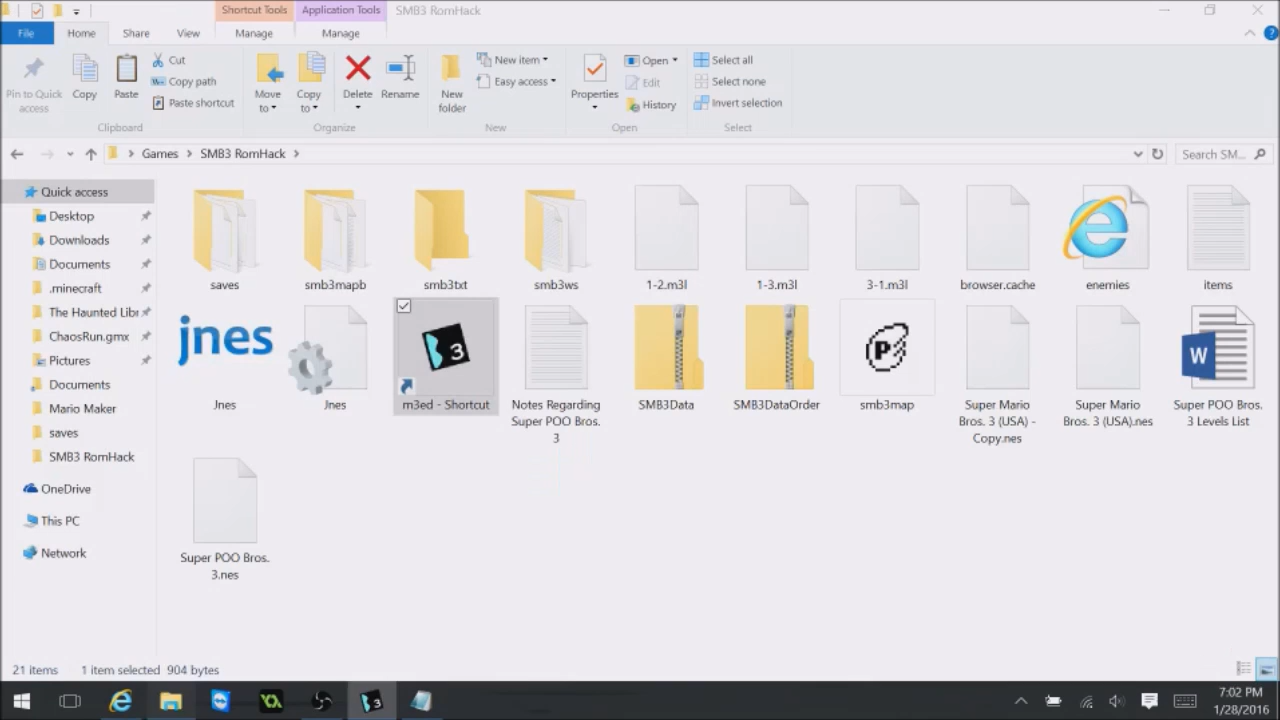 Shortcut Tools
Application Tools
SMB3 RomHack
File
Home
Share
View
Manage
Manage
Pin to Quick access
Copy
Paste
Cut
Copy path
Paste shortcut
Clipboard
Move to
Copy to
Delete
Rename
Organize
New folder
New item
Easy access
New
Properties
Open
Edit
History
Open
Select all
Select none
Invert selection
Select
Games
SMB3 RomHack
Search SM...
Quick access
Desktop
Downloads
Documents
.minecraft
The Haunted Libr
ChaosRun.gmx
Pictures
Documents
Mario Maker
saves
SMB3 RomHack
OneDrive
This PC
Network
saves
smb3mapb
smb3txt
smb3ws
1-2.m3l
1-3.m3l
3-1.m3l
browser.cache
enemies
items
jnes
Jnes
Jnes
3
m3ed - Shortcut
Notes Regarding
Super POO Bros.
3
SMB3Data
SMB3DataOrder
P
smb3map
Super Mario
Bros. 3 (USA) -
Copy.nes
Super Mario
Bros. 3 (USA).nes
W
Super POO Bros.
3 Levels List
Super POO Bros.
3.nes
21 items
1 item selected 904 bytes
3
7:02 PM
1/28/2016